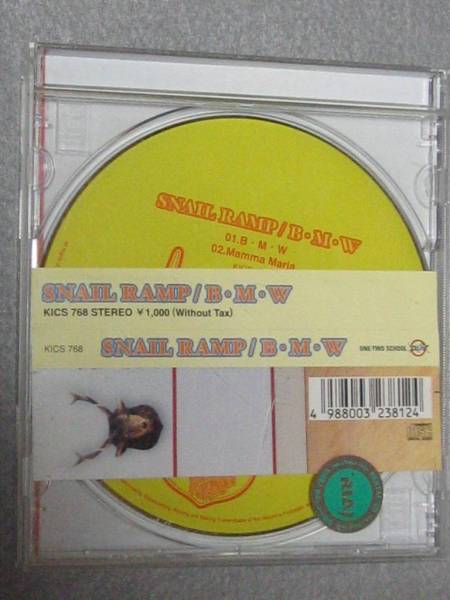 SNAIL RAMP / B・M・W
01.B・M・W
02.Mamma Maria
SNAIL RAMP / B・M・W
KICS 768 STEREO ¥1,000 (Without Tax)
KICS 768 SNAIL RAMP / B・M・W ONE TWO SCHOOL
4 988003 238124